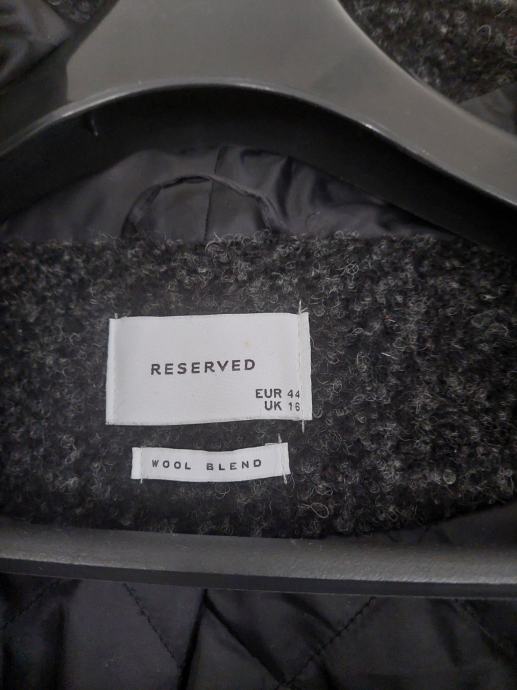 RESERVED
EUR 44
UK 16
WOOL BLEND